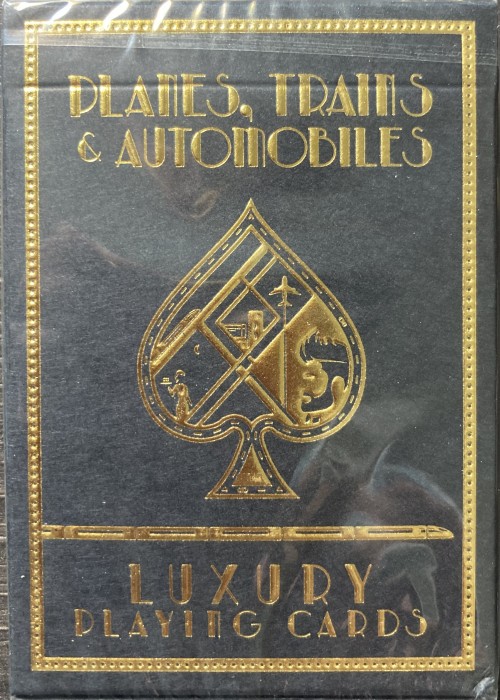 PLANES, TRAINS
& AUTOMOBILES
LUXURY
PLAYING CARDS